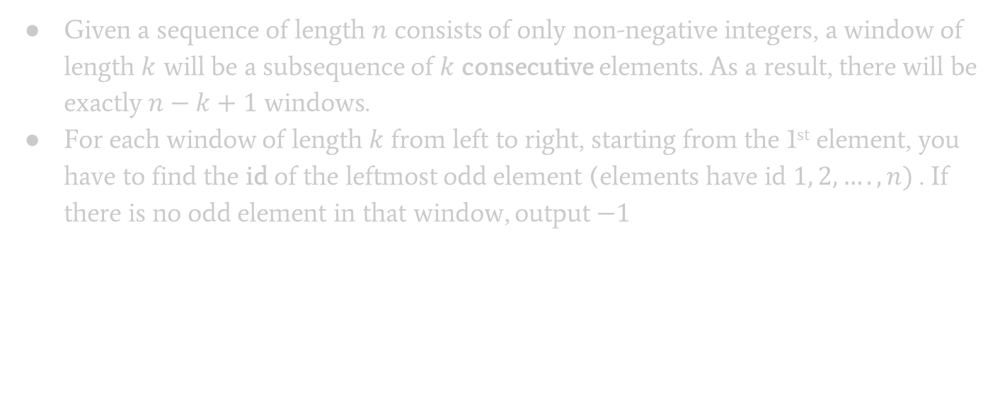 ● Given a sequence of length n consists of only non-negative integers, a window of
length k will be a subsequence of k consecutive elements. As a result, there will be
exactly n − k + 1 windows.
● For each window of length k from left to right, starting from the 1st element, you
have to find the id of the leftmost odd element (elements have id 1, 2, … . , n) . If
there is no odd element in that window, output −1